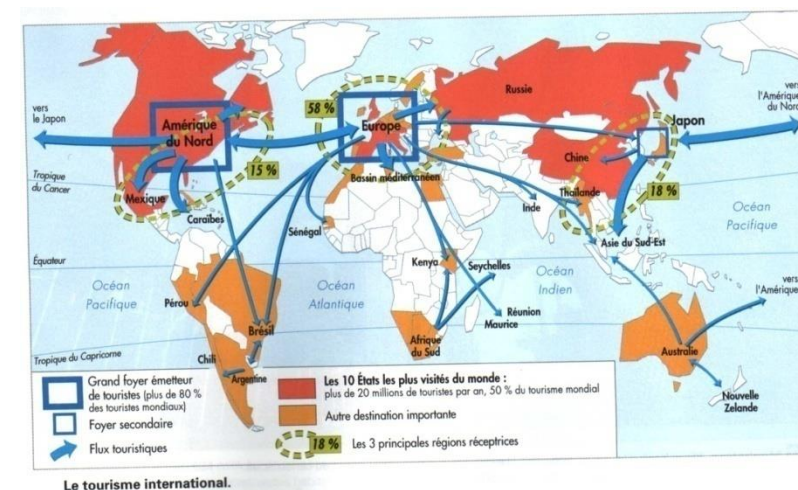 vers
le Japon
Amérique
du Nord
15 %
58 %
Europe
Russie
vers
l'Amérique
du Nord
Japon
Chine
18 %
Tropique
du Cancer
Mexique
Caraïbes
Bassin méditerranéen
Sénégal
Inde
Thaïlande
Asie du Sud-Est
Océan
Pacifique
Équateur
Océan
Pacifique
Pérou
Océan
Atlantique
Kenya
Seychelles
Océan
Indien
Réunion
Maurice
vers
l'Amérique
Brésil
Afrique
du Sud
Australie
Nouvelle
Zelande
Tropique du Capricorne
Chili
Argentine
Grand foyer émetteur
de touristes (plus de 80 %
des touristes mondiaux)
Foyer secondaire
Flux touristiques
Les 10 États les plus visités du monde :
plus de 20 millions de touristes par an, 50 % du tourisme mondial
Autre destination importante
18 %
Les 3 principales régions réceptrices
Le tourisme international.